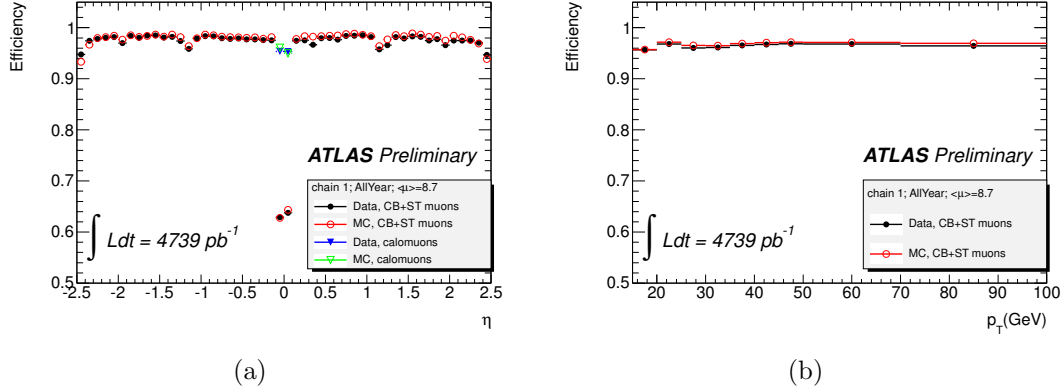 Efficiency
1
0.9
0.8
0.7
0.6
0.5
-2.5 -2 -1.5 -1 -0.5 0 0.5 1 1.5 2 2.5
η
ATLAS Preliminary
chain 1; AllYear; <μ>=8.7
Data, CB+ST muons
MC, CB+ST muons
Data, calomuons
MC, calomuons
∫ Ldt = 4739 pb⁻¹
(a)
Efficiency
1
0.9
0.8
0.7
0.6
0.5
20 30 40 50 60 70 80 90 100
p_T(GeV)
ATLAS Preliminary
chain 1; AllYear; <μ>=8.7
Data, CB+ST muons
MC, CB+ST muons
∫ Ldt = 4739 pb⁻¹
(b)